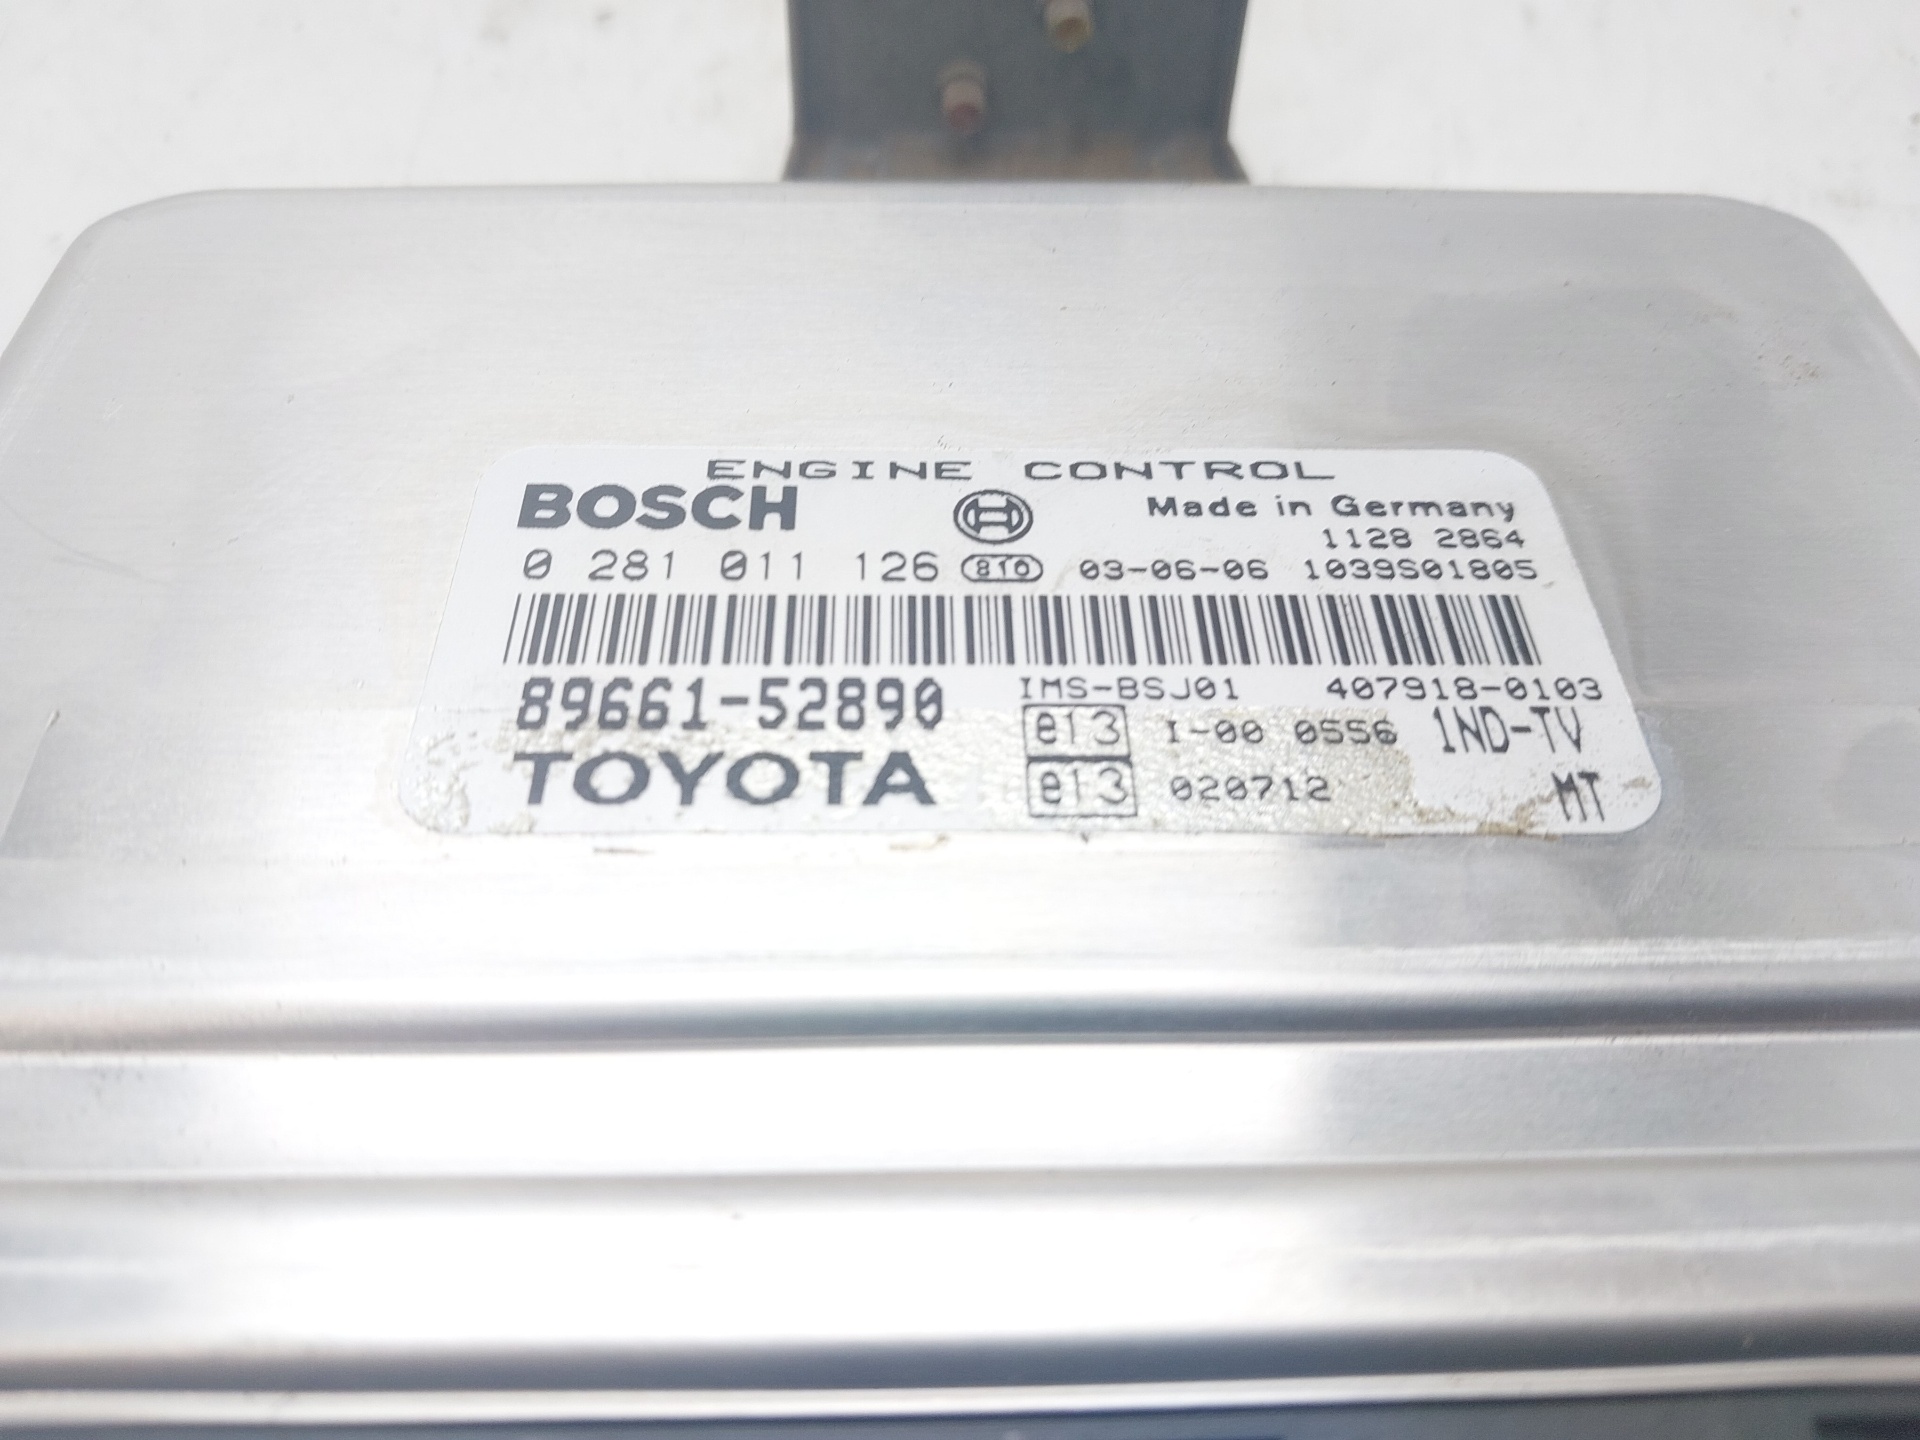 ENGINE CONTROL
BOSCH Made in Germany
1128 2864
0 281 011 126 810 03-06-06 1039S01805
89661-52890 IMS-BSJ01 407918-0103
TOYOTA e13 I-00 0556 1ND-TV
e13 020712 MT